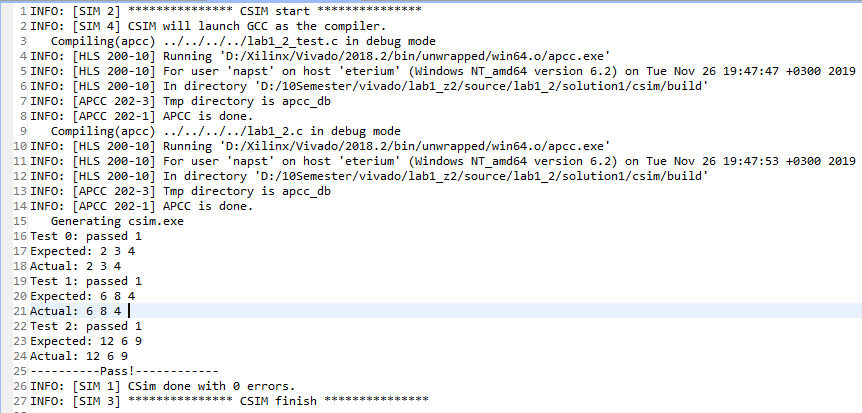 1 INFO: [SIM 2] *************** CSIM start ***************
2 INFO: [SIM 4] CSIM will launch GCC as the compiler.
3    Compiling(apcc) ../../../../lab1_2_test.c in debug mode
4 INFO: [HLS 200-10] Running 'D:/Xilinx/Vivado/2018.2/bin/unwrapped/win64.o/apcc.exe'
5 INFO: [HLS 200-10] For user 'napst' on host 'eterium' (Windows NT_amd64 version 6.2) on Tue Nov 26 19:47:47 +0300 2019
6 INFO: [HLS 200-10] In directory 'D:/10Semester/vivado/lab1_z2/source/lab1_2/solution1/csim/build'
7 INFO: [APCC 202-3] Tmp directory is apcc_db
8 INFO: [APCC 202-1] APCC is done.
9    Compiling(apcc) ../../../../lab1_2.c in debug mode
10 INFO: [HLS 200-10] Running 'D:/Xilinx/Vivado/2018.2/bin/unwrapped/win64.o/apcc.exe'
11 INFO: [HLS 200-10] For user 'napst' on host 'eterium' (Windows NT_amd64 version 6.2) on Tue Nov 26 19:47:53 +0300 2019
12 INFO: [HLS 200-10] In directory 'D:/10Semester/vivado/lab1_z2/source/lab1_2/solution1/csim/build'
13 INFO: [APCC 202-3] Tmp directory is apcc_db
14 INFO: [APCC 202-1] APCC is done.
15    Generating csim.exe
16 Test 0: passed 1
17 Expected: 2 3 4
18 Actual: 2 3 4
19 Test 1: passed 1
20 Expected: 6 8 4
21 Actual: 6 8 4
22 Test 2: passed 1
23 Expected: 12 6 9
24 Actual: 12 6 9
25 ----------Pass!------------
26 INFO: [SIM 1] CSim done with 0 errors.
27 INFO: [SIM 3] *************** CSIM finish ***************